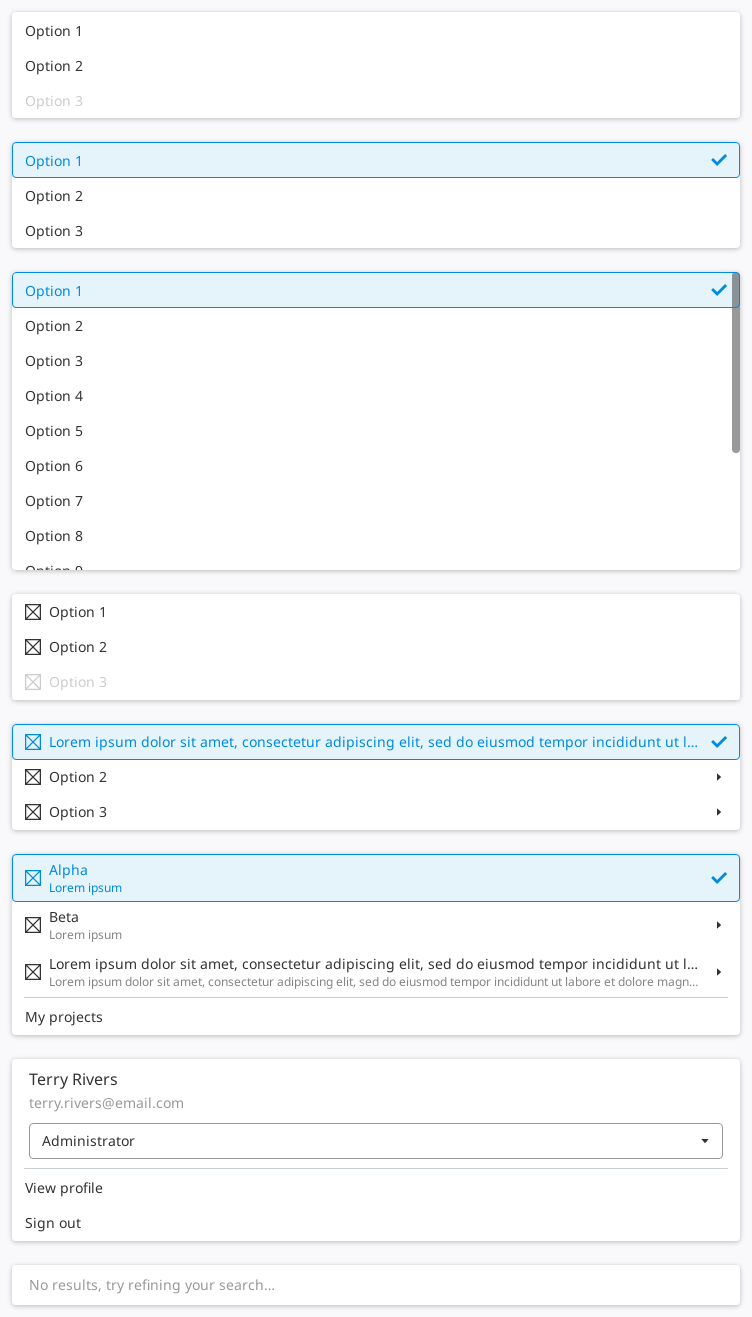 Option 1
Option 2
Option 3
Option 1
Option 2
Option 3
Option 1
Option 2
Option 3
Option 4
Option 5
Option 6
Option 7
Option 8
Option 9
Option 1
Option 2
Option 3
Lorem ipsum dolor sit amet, consectetur adipiscing elit, sed do eiusmod tempor incididunt ut l...
Option 2
Option 3
Alpha
Lorem ipsum
Beta
Lorem ipsum
Lorem ipsum dolor sit amet, consectetur adipiscing elit, sed do eiusmod tempor incididunt ut l...
Lorem ipsum dolor sit amet, consectetur adipiscing elit, sed do eiusmod tempor incididunt ut labore et dolore magn...
My projects
Terry Rivers
terry.rivers@email.com
Administrator
View profile
Sign out
No results, try refining your search...